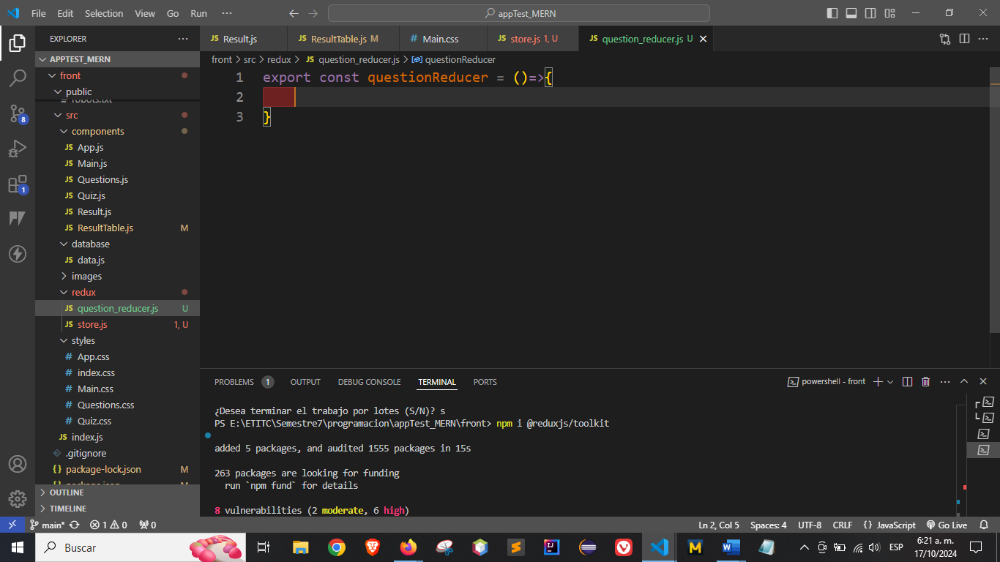 File Edit Selection View Go Run ··· appTest_MERN
EXPLORER ···
Result.js ResultTable.js M Main.css store.js 1, U question_reducer.js U
APPTEST_MERN
front > src > redux > JS question_reducer.js > questionReducer
front
public
robots.txt
src
components
JS App.js
JS Main.js
JS Questions.js
JS Quiz.js
JS Result.js
JS ResultTable.js M
database
JS data.js
images
redux
JS question_reducer.js U
JS store.js 1, U
styles
# App.css
# index.css
# Main.css
# Questions.css
# Quiz.css
JS index.js
.gitignore
{} package-lock.json M
{} package.json M
OUTLINE
TIMELINE
8
1
1 export const questionReducer = ()=>{
2
3 }
PROBLEMS 1 OUTPUT DEBUG CONSOLE TERMINAL PORTS
powershell - front
¿Desea terminar el trabajo por lotes (S/N)? s
PS E:\ETITC\Semestre7\programacion\appTest_MERN\front> npm i @reduxjs/toolkit
added 5 packages, and audited 1555 packages in 15s
263 packages are looking for funding
run `npm fund` for details
8 vulnerabilities (2 moderate, 6 high)
main* 1 0 0 Ln 2, Col 5 Spaces: 4 UTF-8 CRLF {} JavaScript Go Live
Buscar
ESP
6:21 a. m.
17/10/2024